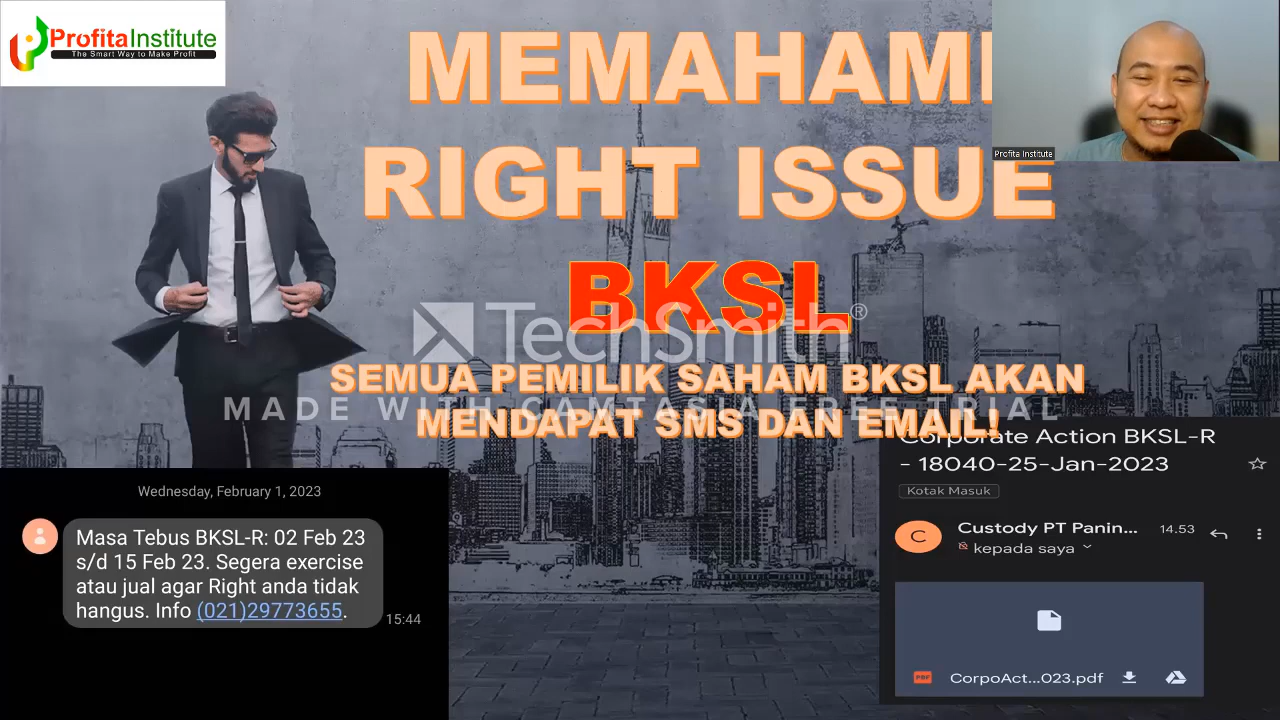 ProfitaInstitute
The Smart Way to Make Profit
MEMAHAMI
RIGHT ISSUE
BKSL
TechSmith®
MADE WITH CAMTASIA FREE TRIAL
SEMUA PEMILIK SAHAM BKSL AKAN
MENDAPAT SMS DAN EMAIL!
Profita Institute
Wednesday, February 1, 2023
Masa Tebus BKSL-R: 02 Feb 23
s/d 15 Feb 23. Segera exercise
atau jual agar Right anda tidak
hangus. Info (021)29773655.
15:44
Corporate Action BKSL-R
- 18040-25-Jan-2023
Kotak Masuk
C
Custody PT Panin... 14.53
kepada saya
PDF CorpoAct...023.pdf